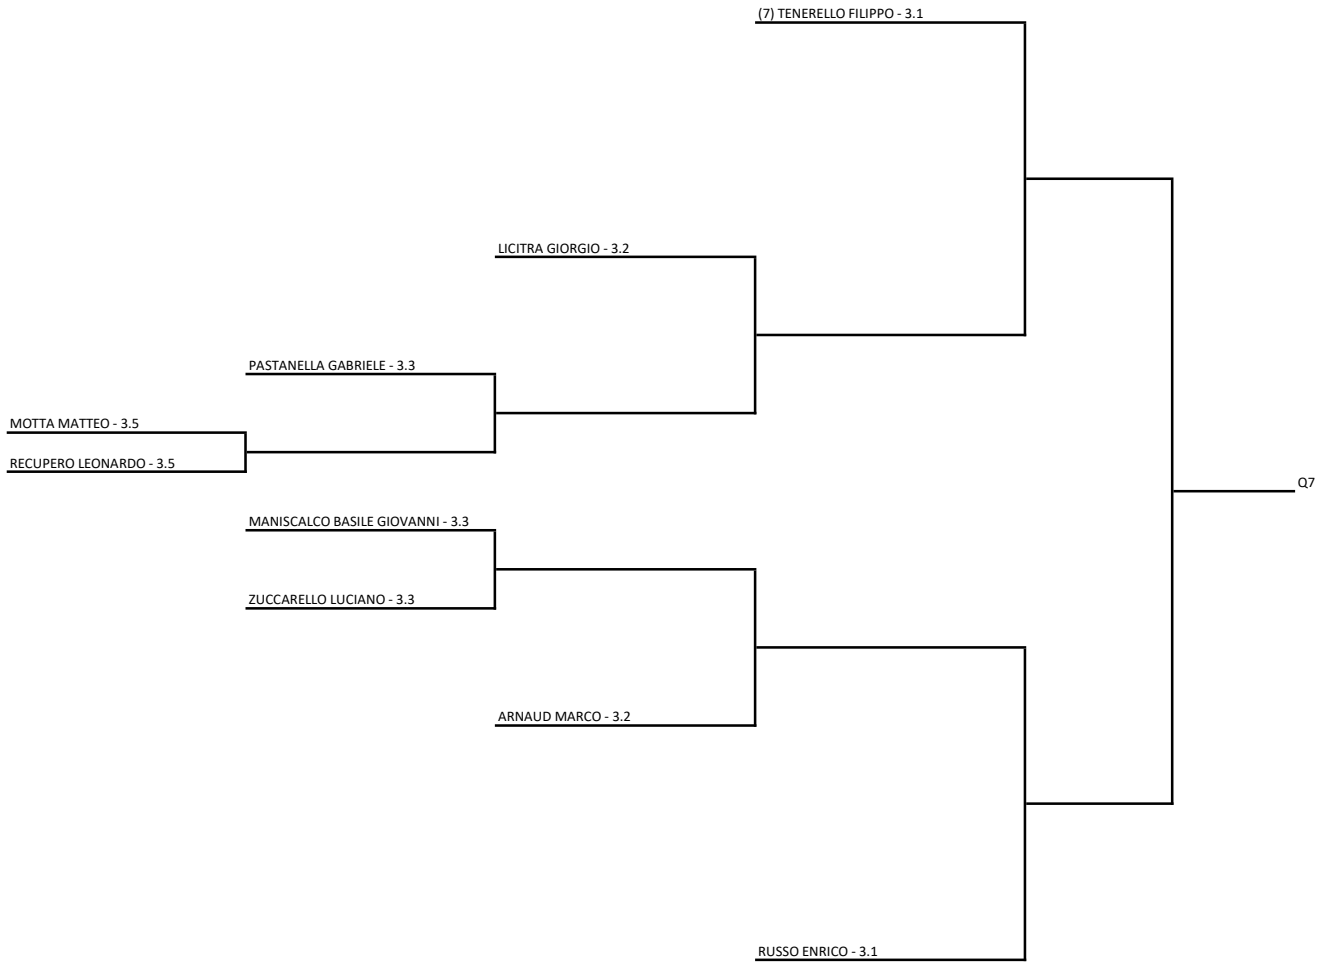 (7) TENERELLO FILIPPO - 3.1
LICITRA GIORGIO - 3.2
PASTANELLA GABRIELE - 3.3
MOTTA MATTEO - 3.5
RECUPERO LEONARDO - 3.5
Q7
MANISCALCO BASILE GIOVANNI - 3.3
ZUCCARELLO LUCIANO - 3.3
ARNAUD MARCO - 3.2
RUSSO ENRICO - 3.1